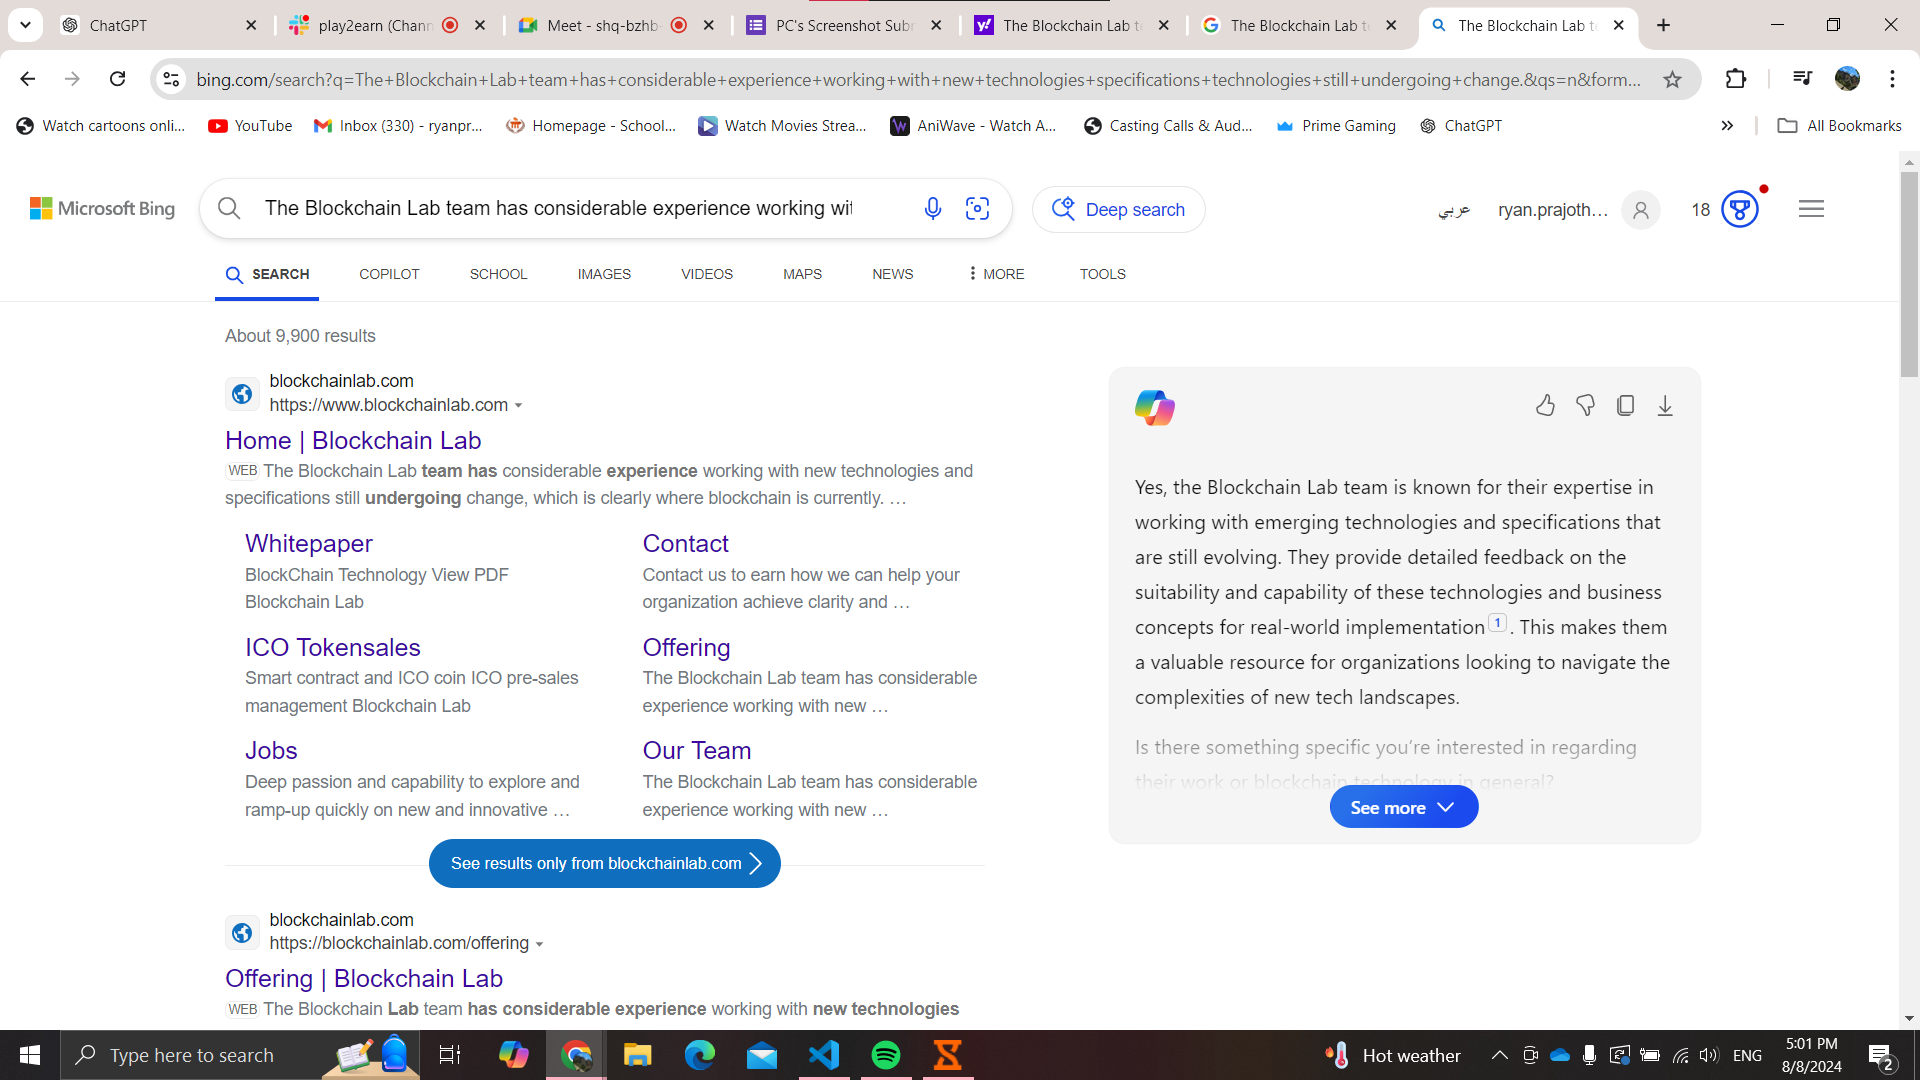 ChatGPT
play2earn (Chann
Meet - shq-bzhb-
PC's Screenshot Subr
The Blockchain Lab te
The Blockchain Lab te
The Blockchain Lab te
bing.com/search?q=The+Blockchain+Lab+team+has+considerable+experience+working+with+new+technologies+specifications+technologies+still+undergoing+change.&qs=n&form...
Watch cartoons onli...
YouTube
Inbox (330) - ryanpr...
Homepage - School...
Watch Movies Strea...
AniWave - Watch A...
Casting Calls & Aud...
Prime Gaming
ChatGPT
All Bookmarks
Microsoft Bing
The Blockchain Lab team has considerable experience working wit
Deep search
عربي
ryan.prajoth...
18
SEARCH
COPILOT
SCHOOL
IMAGES
VIDEOS
MAPS
NEWS
MORE
TOOLS
About 9,900 results
blockchainlab.com
https://www.blockchainlab.com
Home | Blockchain Lab
WEB The Blockchain Lab team has considerable experience working with new technologies and
specifications still undergoing change, which is clearly where blockchain is currently. …
Whitepaper
BlockChain Technology View PDF
Blockchain Lab
Contact
Contact us to earn how we can help your
organization achieve clarity and …
ICO Tokensales
Smart contract and ICO coin ICO pre-sales
management Blockchain Lab
Offering
The Blockchain Lab team has considerable
experience working with new …
Jobs
Deep passion and capability to explore and
ramp-up quickly on new and innovative …
Our Team
The Blockchain Lab team has considerable
experience working with new …
See results only from blockchainlab.com
blockchainlab.com
https://blockchainlab.com/offering
Offering | Blockchain Lab
WEB The Blockchain Lab team has considerable experience working with new technologies
Yes, the Blockchain Lab team is known for their expertise in
working with emerging technologies and specifications that
are still evolving. They provide detailed feedback on the
suitability and capability of these technologies and business
concepts for real-world implementation 1 . This makes them
a valuable resource for organizations looking to navigate the
complexities of new tech landscapes.
Is there something specific you're interested in regarding
their work or blockchain technology in general?
See more
Type here to search
Hot weather
ENG
5:01 PM
8/8/2024
2